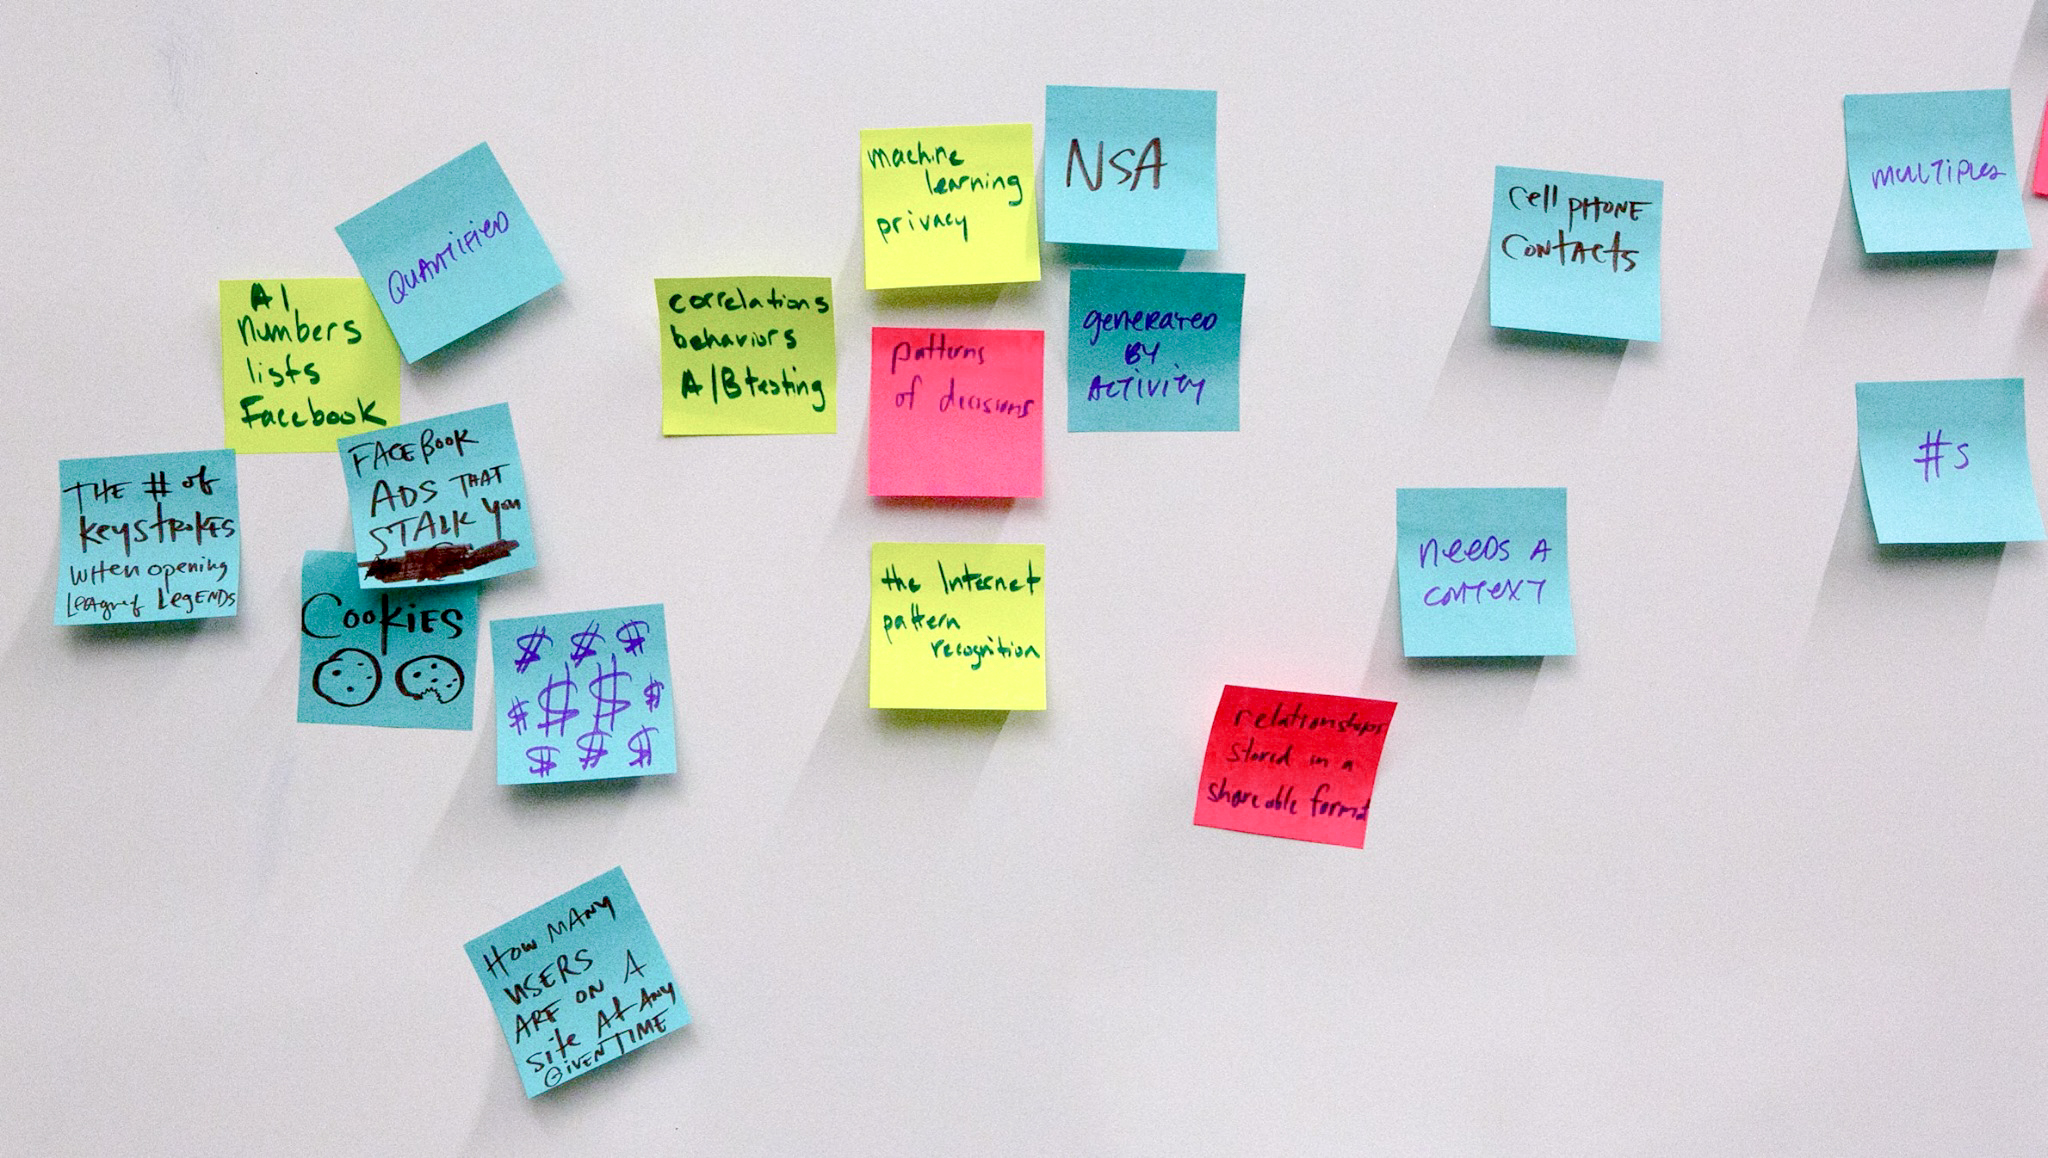 QUANTIFIED
AI
numbers
lists
Facebook
THE # of
keystrokes
when opening
League of Legends
FACEBOOK
ADS THAT
STALK You
Cookies
$ $ $
$ $ $ $
$ $ $
HOW MANY
USERS
ARE ON A
Site At Any
Given TIME
correlations
behaviors
A/B testing
machine
learning
privacy
NSA
patterns
of decisions
generated
BY
ACTIVITY
the Internet
pattern
recognition
cell PHONE
Contacts
needs A
context
relationships
stored in a
shareable format
multiples
#s